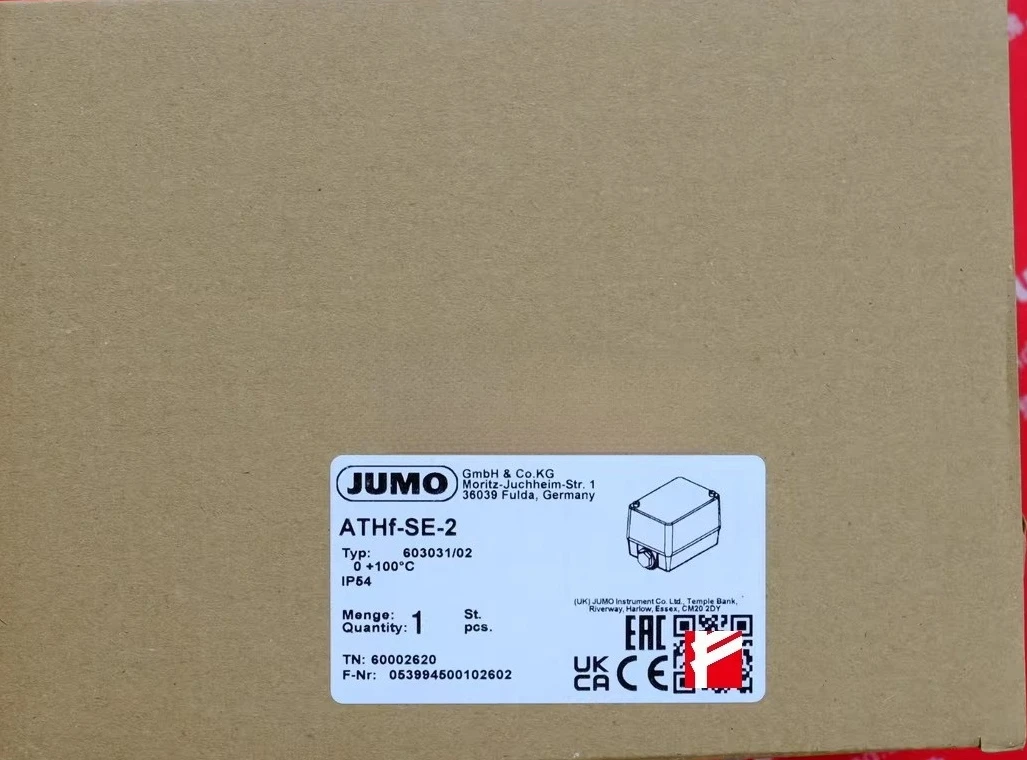 JUMO
GmbH & Co.KG
Moritz-Juchheim-Str. 1
36039 Fulda, Germany
ATHf-SE-2
Typ: 603031/02
0 +100°C
IP54
(UK) JUMO Instrument Co. Ltd., Temple Bank,
Riverway, Harlow, Essex, CM20 2DY
Menge: 1 St.
Quantity: pcs.
EAC
TN: 60002620
F-Nr: 053994500102602
UK
CA CE